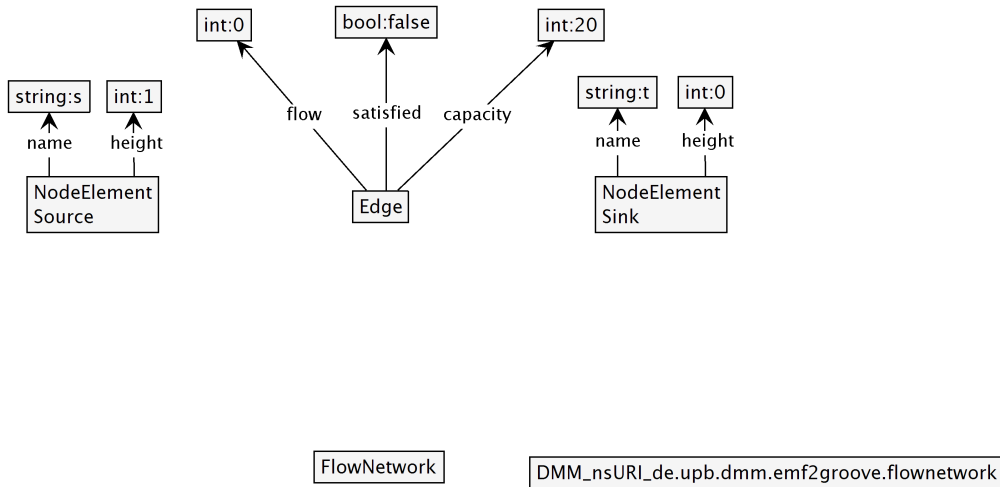 int:0
bool:false
int:20
string:s
int:1
string:t
int:0
flow
satisfied
capacity
name
height
name
height
NodeElement
Source
Edge
NodeElement
Sink
FlowNetwork
DMM_nsURI_de.upb.dmm.emf2groove.flownetwork